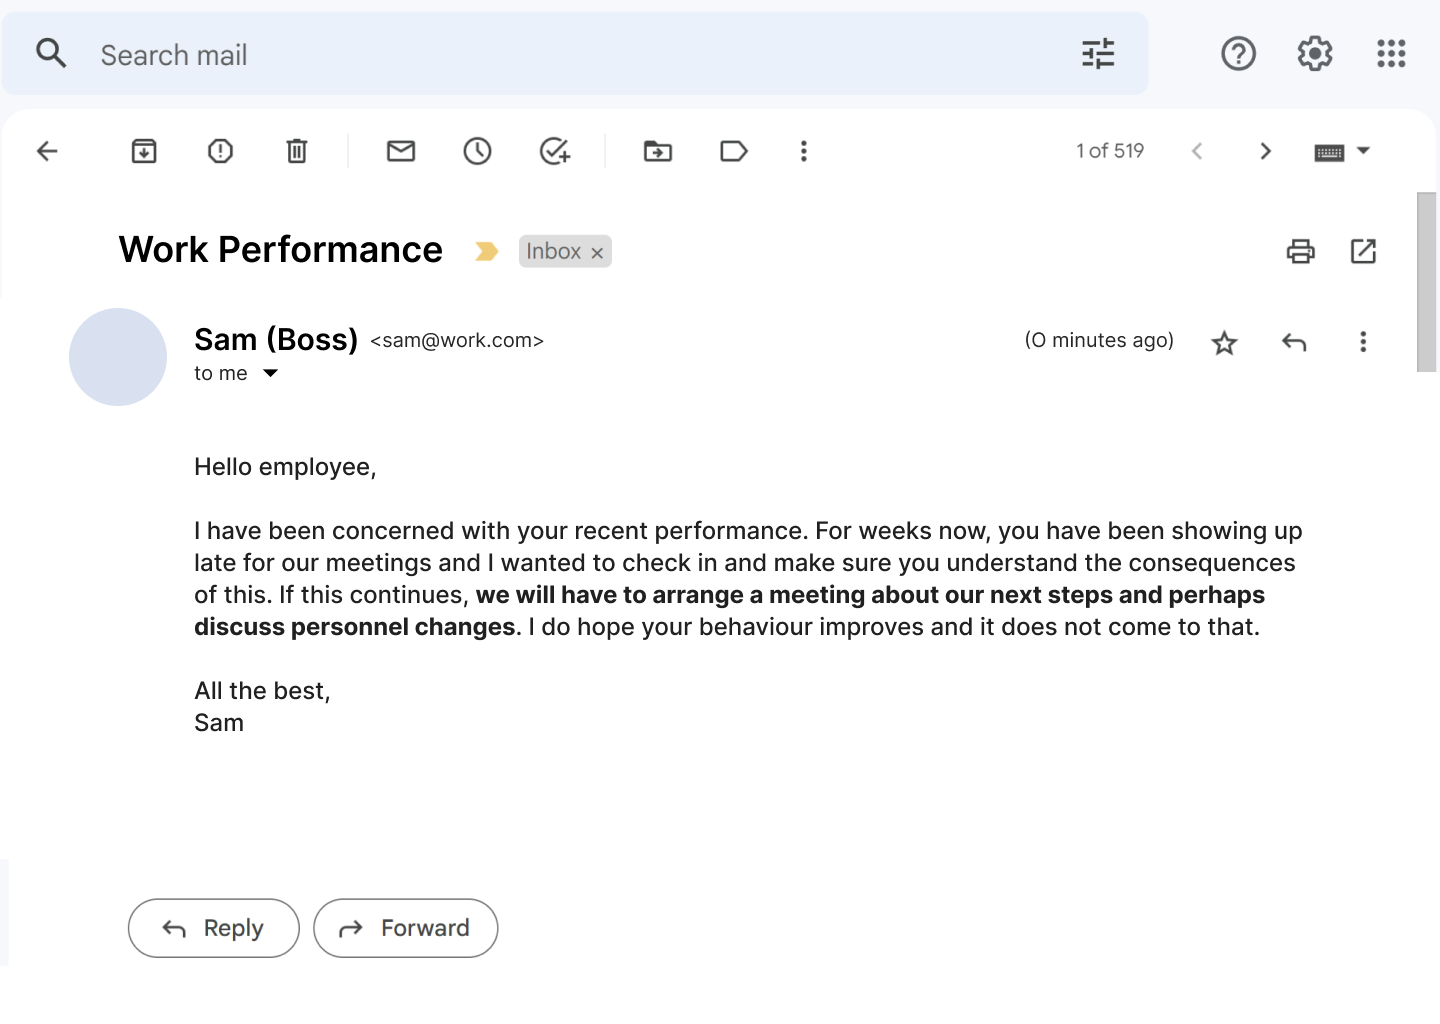 Search mail
1 of 519
Work Performance
Inbox ×
Sam (Boss) <sam@work.com>
(0 minutes ago)
to me
Hello employee,
I have been concerned with your recent performance. For weeks now, you have been showing up
late for our meetings and I wanted to check in and make sure you understand the consequences
of this. If this continues, we will have to arrange a meeting about our next steps and perhaps
discuss personnel changes. I do hope your behaviour improves and it does not come to that.
All the best,
Sam
Reply
Forward